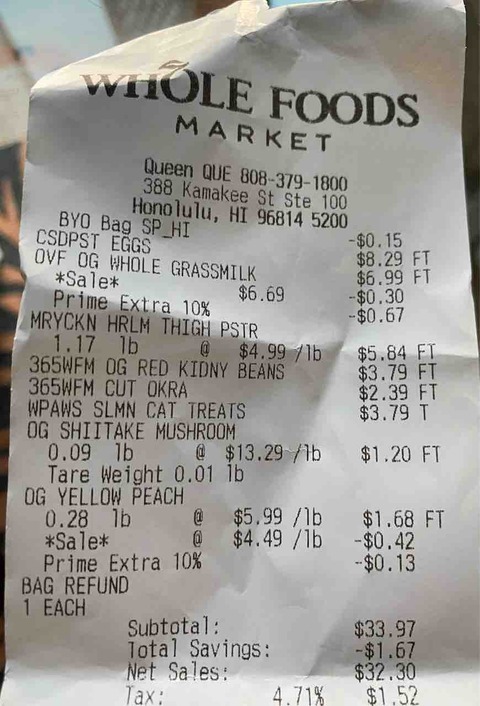 WHOLE FOODS
MARKET
Queen QUE 808-379-1800
388 Kamakee St Ste 100
Honolulu, HI 96814 5200
BYO Bag SP_HI -$0.15
CSDPST EGGS $8.29 FT
OVF OG WHOLE GRASSMILK $6.99 FT
*Sale* $6.69 -$0.30
Prime Extra 10% -$0.67
MRYCKN HRLM THIGH PSTR
1.17 lb @ $4.99 /lb $5.84 FT
365WFM OG RED KIDNY BEANS $3.79 FT
365WFM CUT OKRA $2.39 FT
WPAWS SLMN CAT TREATS $3.79 T
OG SHIITAKE MUSHROOM
0.09 lb @ $13.29 /lb $1.20 FT
Tare Weight 0.01 lb
OG YELLOW PEACH
0.28 lb @ $5.99 /lb $1.68 FT
*Sale* @ $4.49 /lb -$0.42
Prime Extra 10% -$0.13
BAG REFUND
1 EACH
Subtotal: $33.97
Total Savings: -$1.67
Net Sales: $32.30
Tax: 4.71% $1.52